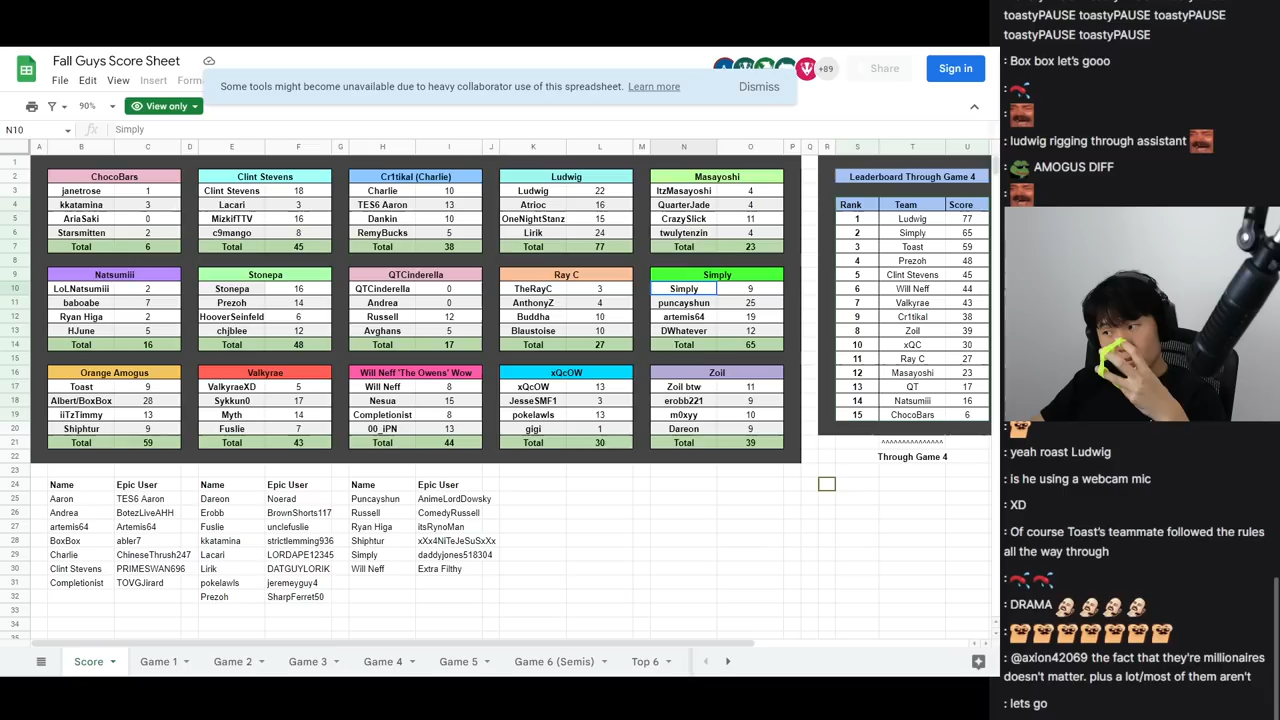 toastyPAUSE toastyPAUSE toastyPAUSE
toastyPAUSE toastyPAUSE
: Box box let's gooo
: ludwig rigging through assistant
: AMOGUS DIFF
: yeah roast Ludwig
: is he using a webcam mic
: XD
: Of course Toast's teammate followed the rules
all the way through
: DRAMA
: @axion42069 the fact that they're millionaires
doesn't matter. plus a lot/most of them aren't
: lets go
Fall Guys Score Sheet
File Edit View Insert
Some tools might become unavailable due to heavy collaborator use of this spreadsheet. Learn more Dismiss
+89 Share Sign in
90% View only
N10 fx Simply
A B C D E F G H I J K L M N O P Q R S T U
ChocoBars Clint Stevens Cr1tikal (Charlie) Ludwig Masayoshi
janetrose 1 Clint Stevens 18 Charlie 10 Ludwig 22 ItzMasayoshi 4
kkatamina 3 Lacari 3 TES6 Aaron 13 Atrioc 16 QuarterJade 4
AriaSaki 0 MizkifTTV 16 Dankin 10 OneNightStanz 15 CrazySlick 11
Starsmitten 2 c9mango 8 RemyBucks 5 Lirik 24 twulytenzin 4
Total 6 Total 45 Total 38 Total 77 Total 23
Natsumiii Stonepa QTCinderella Ray C Simply
LoLNatsumiii 2 Stonepa 16 QTCinderella 0 TheRayC 3 Simply 9
baboabe 7 Prezoh 14 Andrea 0 AnthonyZ 4 puncayshun 25
Ryan Higa 2 HooverSeinfeld 6 Russell 12 Buddha 10 artemis64 19
HJune 5 chjblee 12 Avghans 5 Blaustoise 10 DWhatever 12
Total 16 Total 48 Total 17 Total 27 Total 65
Orange Amogus Valkyrae Will Neff 'The Owens' Wow xQcOW Zoil
Toast 9 ValkyraeXD 5 Will Neff 8 xQcOW 13 Zoil btw 11
Albert/BoxBox 28 Sykkun0 17 Nesua 15 JesseSMF1 3 erobb221 9
iiTzTimmy 13 Myth 14 Completionist 8 pokelawls 13 m0xyy 10
Shiphtur 9 Fuslie 7 00_iPN 13 gigi 1 Dareon 9
Total 59 Total 43 Total 44 Total 30 Total 39
Leaderboard Through Game 4
Rank Team Score
1 Ludwig 77
2 Simply 65
3 Toast 59
4 Prezoh 48
5 Clint Stevens 45
6 Will Neff 44
7 Valkyrae 43
9 Cr1tikal 38
8 Zoil 39
10 xQC 30
11 Ray C 27
12 Masayoshi 23
13 QT 17
14 Natsumiii 16
15 ChocoBars 6
^^^^^^^^^^^^^^^
Through Game 4
Name Epic User Name Epic User Name Epic User
Aaron TES6 Aaron Dareon Noerad Puncayshun AnimeLordDowsky
Andrea BotezLiveAHH Erobb BrownShorts117 Russell ComedyRussell
artemis64 Artemis64 Fuslie unclefuslie Ryan Higa itsRynoMan
BoxBox abler7 kkatamina strictlemming936 Shiphtur xXx4NiTeJeSuSxXx
Charlie ChineseThrush247 Lacari LORDAPE12345 Simply daddyjones518304
Clint Stevens PRIMESWAN696 Lirik DATGUYLORIK Will Neff Extra Filthy
Completionist TOVGJirard pokelawls jeremeyguy4
Prezoh SharpFerret50
Score Game 1 Game 2 Game 3 Game 4 Game 5 Game 6 (Semis) Top 6